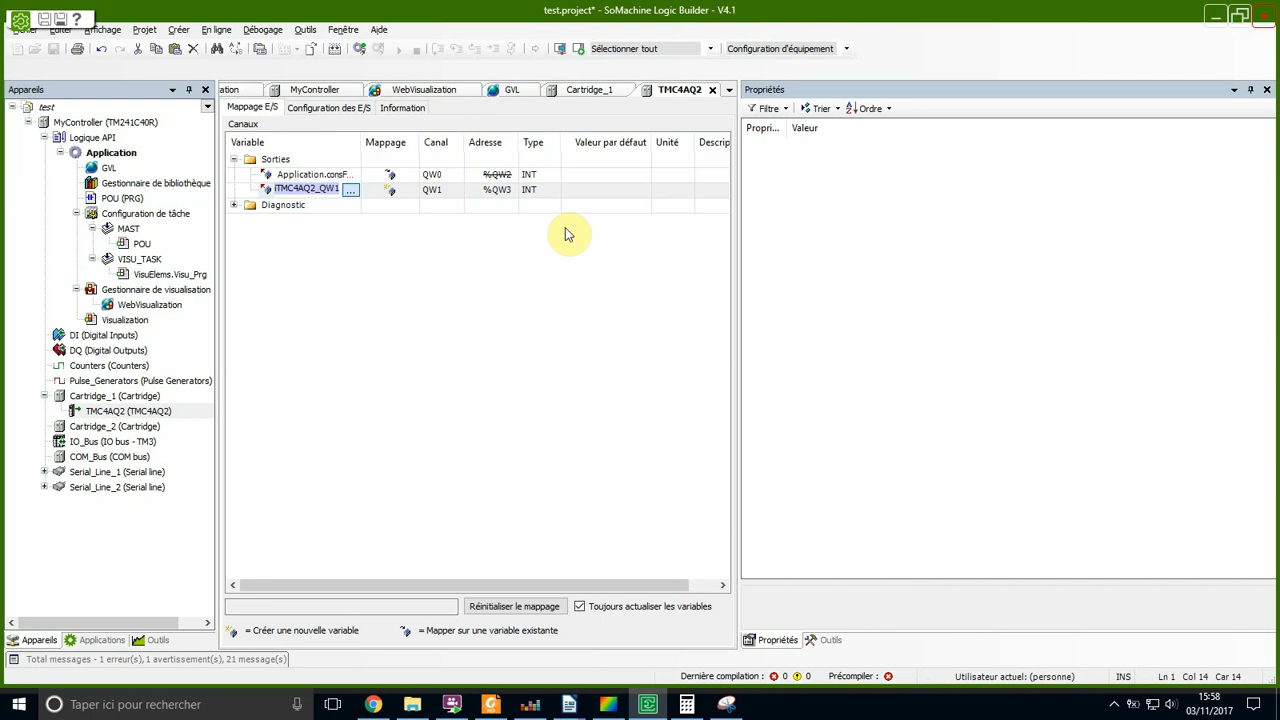 test.project* - SoMachine Logic Builder - V4.1
Affichage Projet Créer En ligne Débogage Outils Fenêtre Aide
Sélectionner tout Configuration d'équipement
Appareils
ation MyController WebVisualization GVL Cartridge_1 TMC4AQ2
Propriétés
test
Mappage E/S Configuration des E/S Information
Filtre Trier Ordre
MyController (TM241C40R)
Canaux
Propri... Valeur
Logique API
Variable Mappage Canal Adresse Type Valeur par défaut Unité Descrip
Application
Sorties
GVL
Application.consF... QW0 %QW2 INT
Gestionnaire de bibliothèque
iTMC4AQ2_QW1 ... QW1 %QW3 INT
POU (PRG)
Diagnostic
Configuration de tâche
MAST
POU
VISU_TASK
VisuElems.Visu_Prg
Gestionnaire de visualisation
WebVisualization
Visualization
DI (Digital Inputs)
DQ (Digital Outputs)
Counters (Counters)
Pulse_Generators (Pulse Generators)
Cartridge_1 (Cartridge)
TMC4AQ2 (TMC4AQ2)
Cartridge_2 (Cartridge)
IO_Bus (IO bus - TM3)
COM_Bus (COM bus)
Serial_Line_1 (Serial line)
Serial_Line_2 (Serial line)
Réinitialiser le mappage Toujours actualiser les variables
= Créer une nouvelle variable = Mapper sur une variable existante
Appareils Applications Outils
Propriétés Outils
Total messages - 1 erreur(s), 1 avertissement(s), 21 message(s)
Dernière compilation: 0 0 Précompiler: Utilisateur actuel: (personne) INS Ln 1 Col 14 Car 14
Taper ici pour rechercher
15:58
03/11/2017